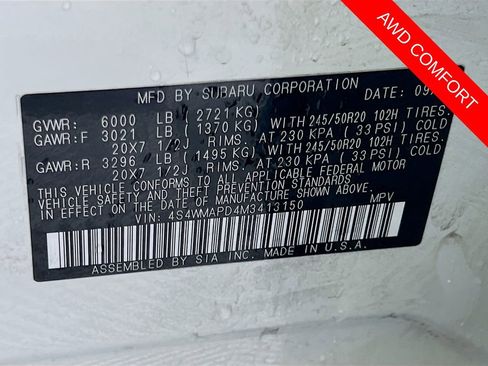 AWD COMFORT
MFD BY SUBARU CORPORATION DATE: 09/
GVWR: 6000 LB ( 2721 KG)
GAWR:F 3021 LB ( 1370 KG) WITH 245/50R20 102H TIRES.
20X7 1/2J RIMS. AT 230 KPA ( 33 PSI) COLD
GAWR:R 3296 LB ( 1495 KG) WITH 245/50R20 102H TIRES.
20X7 1/2J RIMS. AT 230 KPA ( 33 PSI) COLD
THIS VEHICLE CONFORMS TO ALL APPLICABLE FEDERAL MOTOR
VEHICLE SAFETY AND THEFT PREVENTION STANDARDS
IN EFFECT ON THE DATE OF MANUFACTURE SHOWN ABOVE.
VIN: 4S4WMAPD4M3413150 MPV
ASSEMBLED BY SIA INC. MADE IN U.S.A.